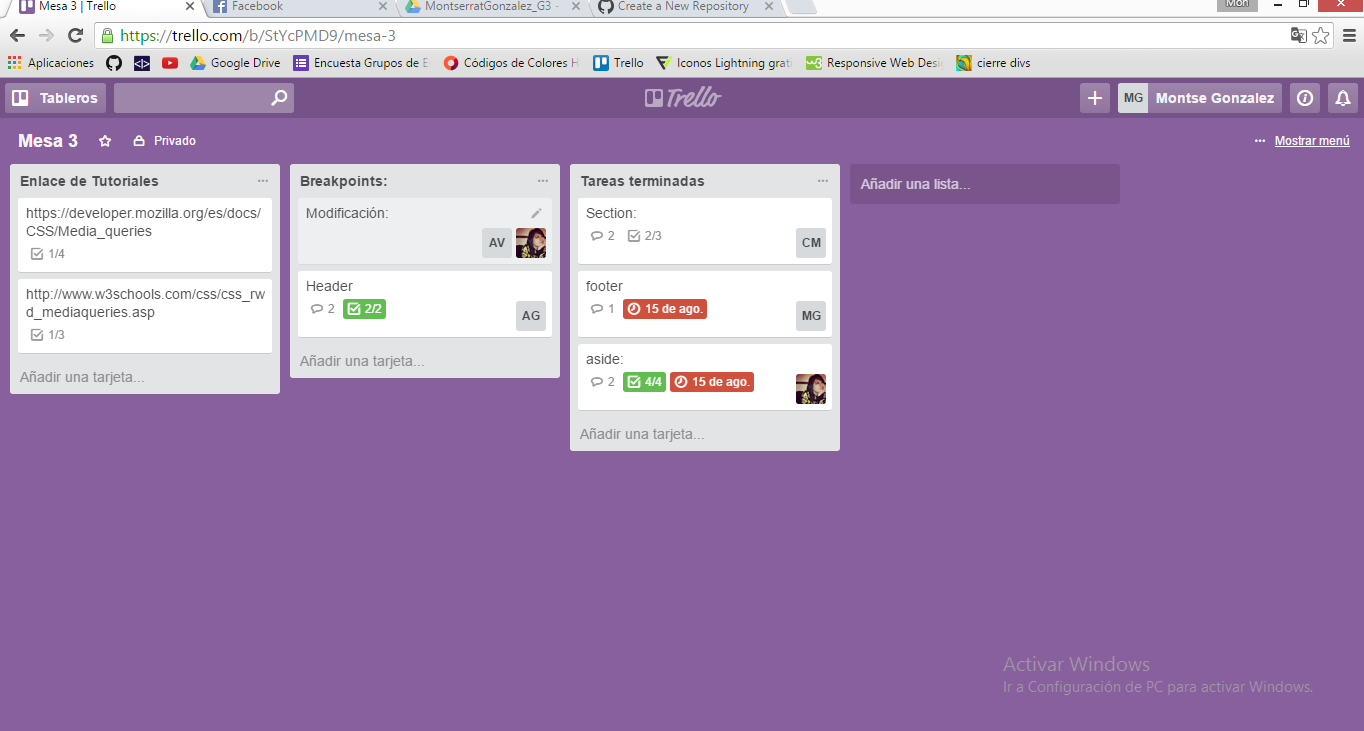 Mesa 3 | Trello
Facebook
MontserratGonzalez_G3 -
Create a New Repository
Mon
https://trello.com/b/StYcPMD9/mesa-3
Aplicaciones
Google Drive
Encuesta Grupos de E
Códigos de Colores H
Trello
Iconos Lightning grati
Responsive Web Desi
cierre divs
Tableros
Trello
MG Montse Gonzalez
Mesa 3
Privado
Mostrar menú
Enlace de Tutoriales
https://developer.mozilla.org/es/docs/
CSS/Media_queries
1/4
http://www.w3schools.com/css/css_rw
d_mediaqueries.asp
1/3
Añadir una tarjeta...
Breakpoints:
Modificación:
AV
Header
2 2/2
AG
Añadir una tarjeta...
Tareas terminadas
Section:
2 2/3
CM
footer
1 15 de ago.
MG
aside:
2 4/4 15 de ago.
Añadir una tarjeta...
Añadir una lista...
Activar Windows
Ir a Configuración de PC para activar Windows.